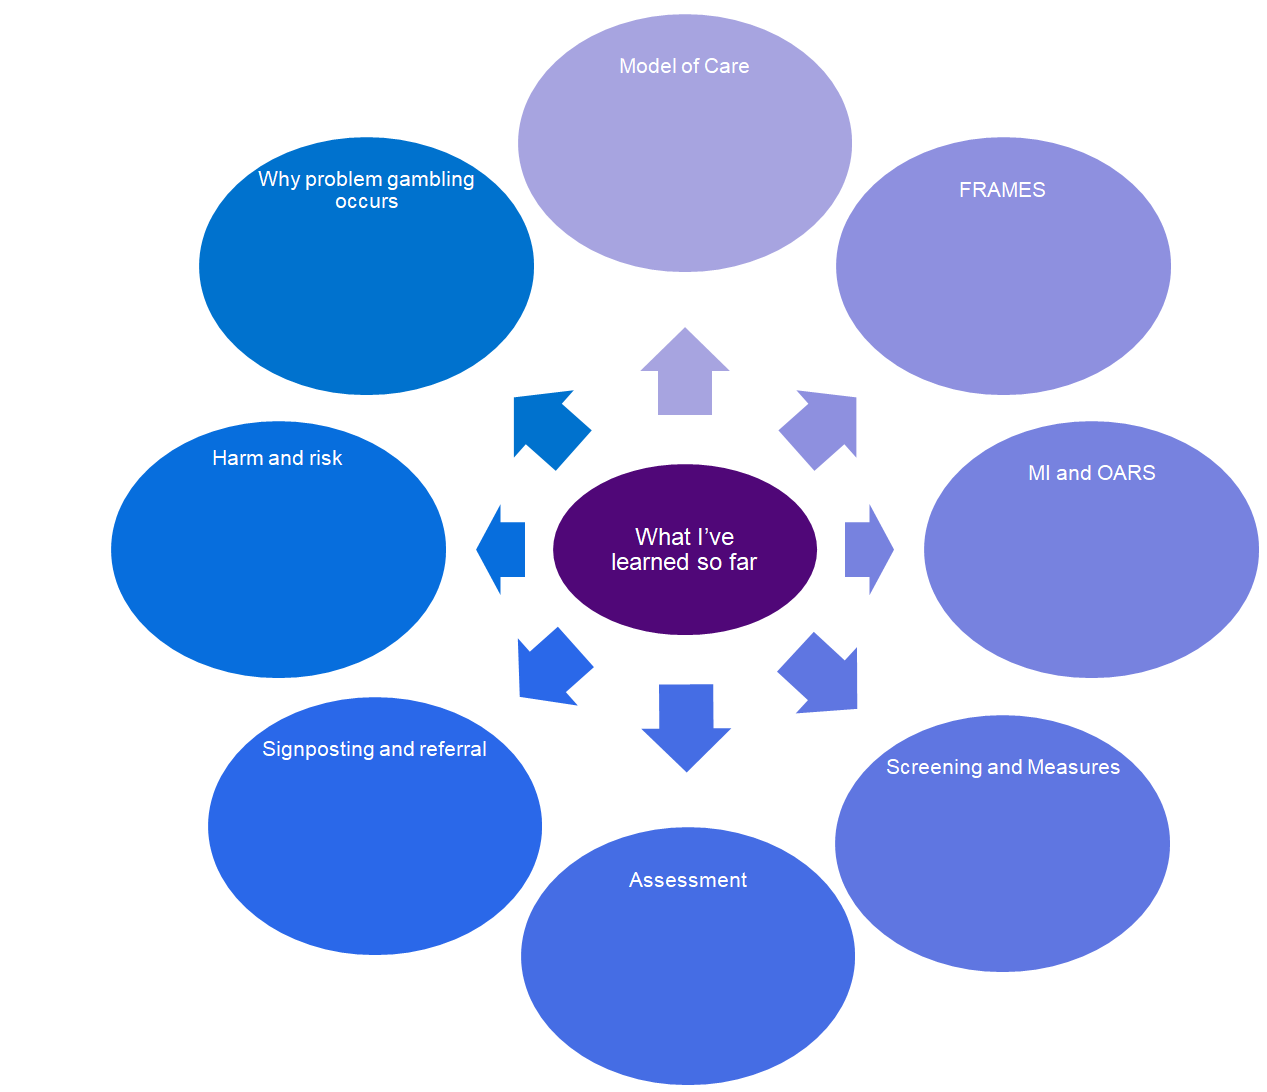 Model of Care
Why problem gambling
occurs
FRAMES
Harm and risk
MI and OARS
What I’ve
learned so far
Signposting and referral
Screening and Measures
Assessment